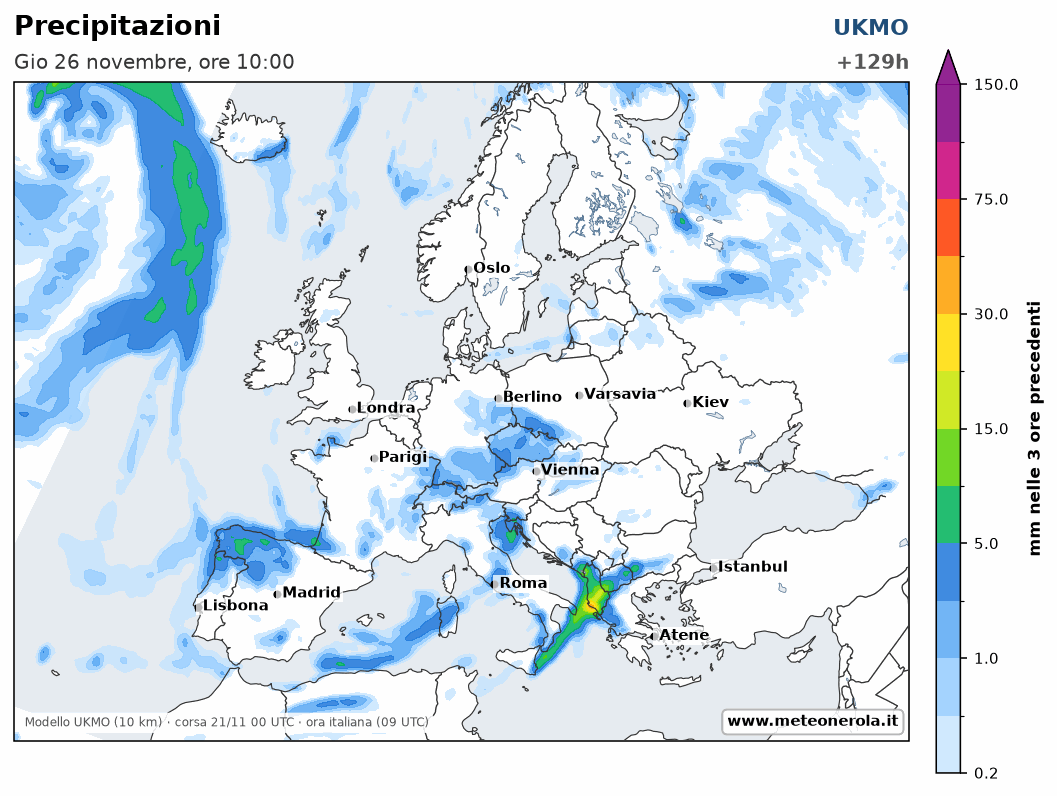 Precipitazioni
UKMO
Gio 26 novembre, ore 10:00
+129h
150.0
75.0
30.0
15.0
5.0
1.0
0.2
mm nelle 3 ore precedenti
Oslo
Berlino
Varsavia
Kiev
Londra
Parigi
Vienna
Istanbul
Roma
Madrid
Lisbona
Atene
Modello UKMO (10 km) · corsa 21/11 00 UTC · ora italiana (09 UTC)
www.meteonerola.it